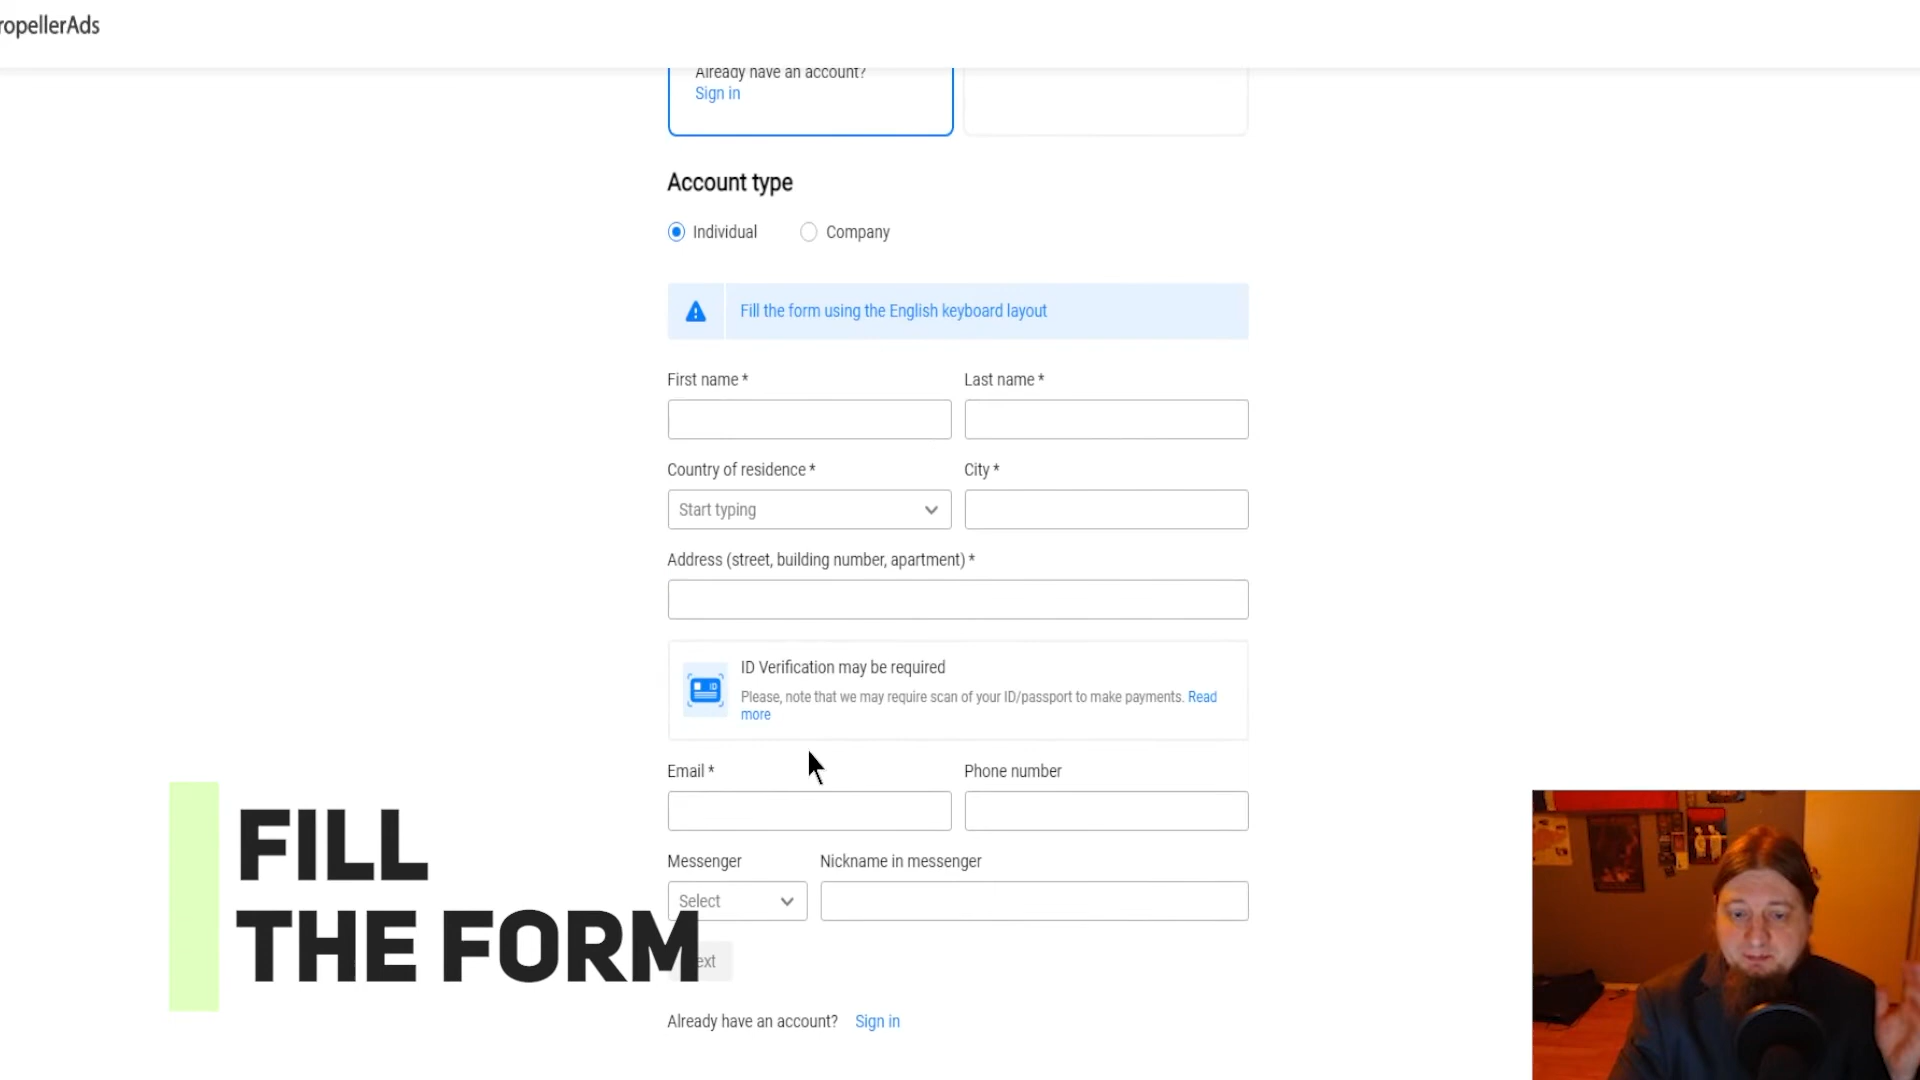 ropellerAds
Already have an account?
Sign in
Account type
Individual
Company
Fill the form using the English keyboard layout
First name *
Last name *
Country of residence *
City *
Start typing
Address (street, building number, apartment) *
ID Verification may be required
Please, note that we may require scan of your ID/passport to make payments. Read
more
Email *
Phone number
Messenger
Nickname in messenger
Select
ext
Already have an account? Sign in
FILL
THE FORM